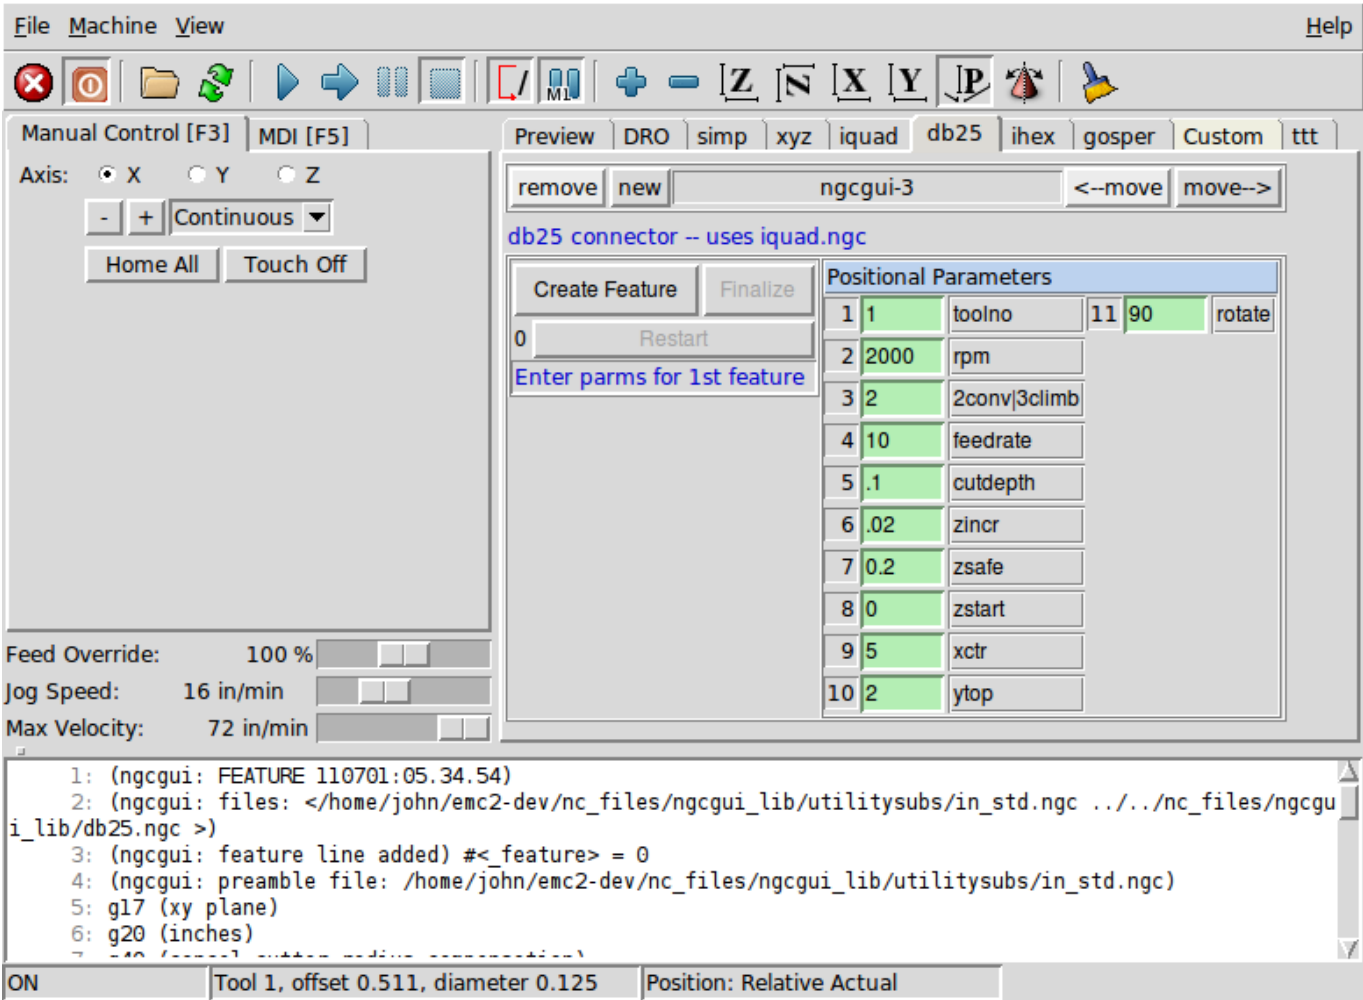 File Machine View Help
M1 Z N X Y P
Manual Control [F3] MDI [F5] Preview DRO simp xyz iquad db25 ihex gosper Custom ttt
Axis: X Y Z
remove new ngcgui-3 <--move move-->
- + Continuous
db25 connector -- uses iquad.ngc
Home All Touch Off
Create Feature Finalize
0 Restart
Enter parms for 1st feature
Positional Parameters
1 1 toolno 11 90 rotate
2 2000 rpm
3 2 2conv|3climb
4 10 feedrate
5 .1 cutdepth
6 .02 zincr
7 0.2 zsafe
8 0 zstart
9 5 xctr
10 2 ytop
Feed Override: 100 %
Jog Speed: 16 in/min
Max Velocity: 72 in/min
1: (ngcgui: FEATURE 110701:05.34.54)
2: (ngcgui: files: </home/john/emc2-dev/nc_files/ngcgui_lib/utilitysubs/in_std.ngc ../../nc_files/ngcgu
i_lib/db25.ngc >)
3: (ngcgui: feature line added) #<_feature> = 0
4: (ngcgui: preamble file: /home/john/emc2-dev/nc_files/ngcgui_lib/utilitysubs/in_std.ngc)
5: g17 (xy plane)
6: g20 (inches)
ON Tool 1, offset 0.511, diameter 0.125 Position: Relative Actual